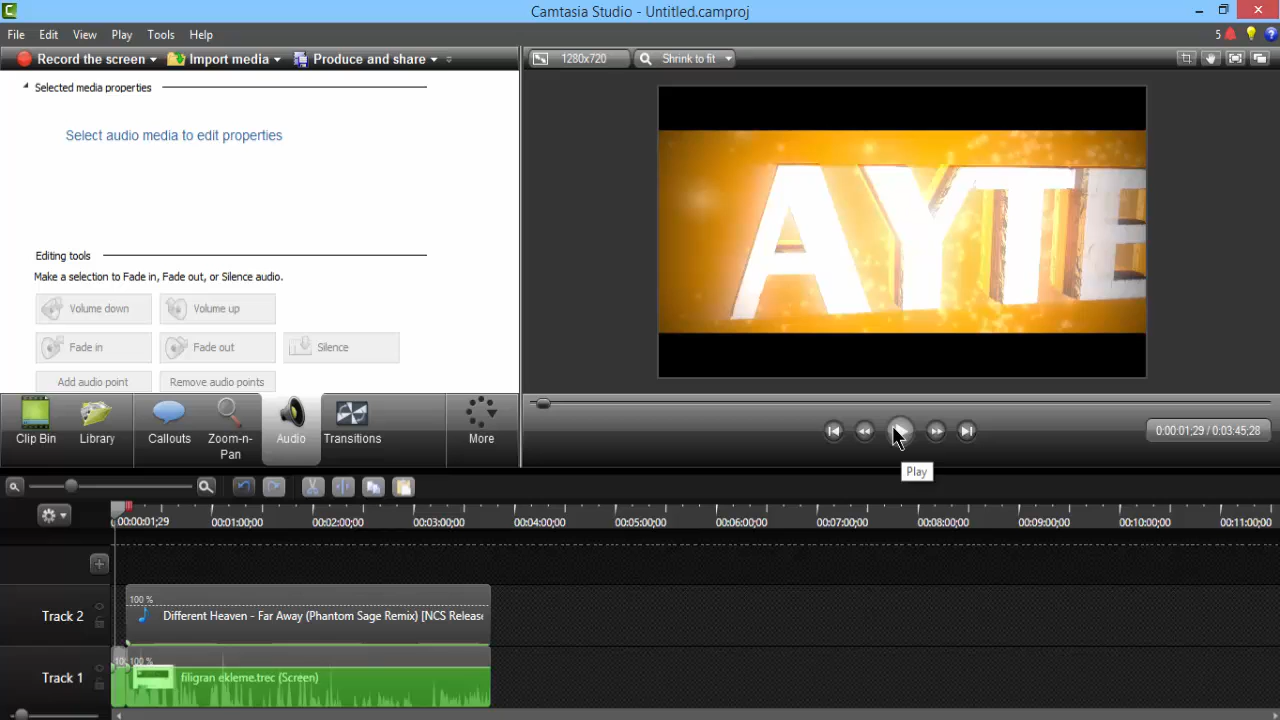 Camtasia Studio - Untitled.camproj
File Edit View Play Tools Help
5
Record the screen Import media Produce and share
1280x720 Shrink to fit
Selected media properties
Select audio media to edit properties
AYTE
Editing tools
Make a selection to Fade in, Fade out, or Silence audio.
Volume down Volume up
Fade in Fade out Silence
Add audio point Remove audio points
Clip Bin Library Callouts Zoom-n-Pan Audio Transitions More
0:00:01;29 / 0:03:45;28
Play
00:00:01;29 00:01:00;00 00:02:00;00 00:03:00;00 00:04:00;00 00:05:00;00 00:06:00;00 00:07:00;00 00:08:00;00 00:09:00;00 00:10:00;00 00:11:00;00
100 %
Track 2 Different Heaven - Far Away (Phantom Sage Remix) [NCS Release
100 %
Track 1 filigran ekleme.trec (Screen)